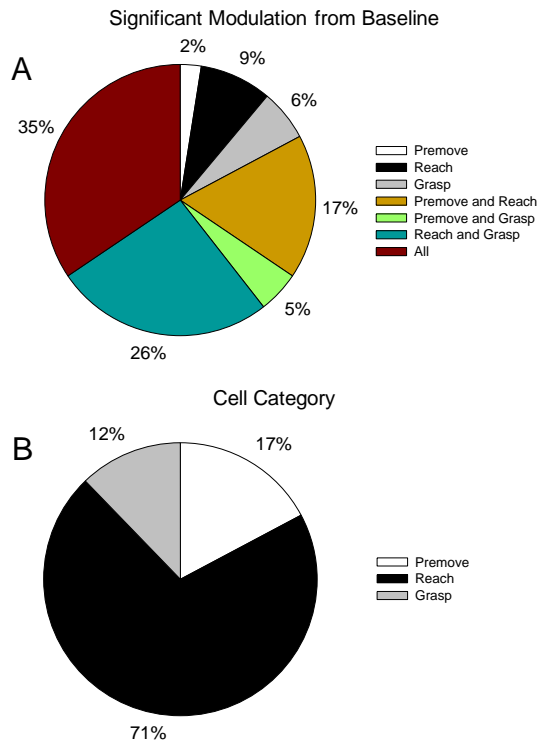 Significant Modulation from Baseline
A
2%
9%
6%
35%
17%
5%
26%
Premove
Reach
Grasp
Premove and Reach
Premove and Grasp
Reach and Grasp
All
Cell Category
B
12%
17%
71%
Premove
Reach
Grasp